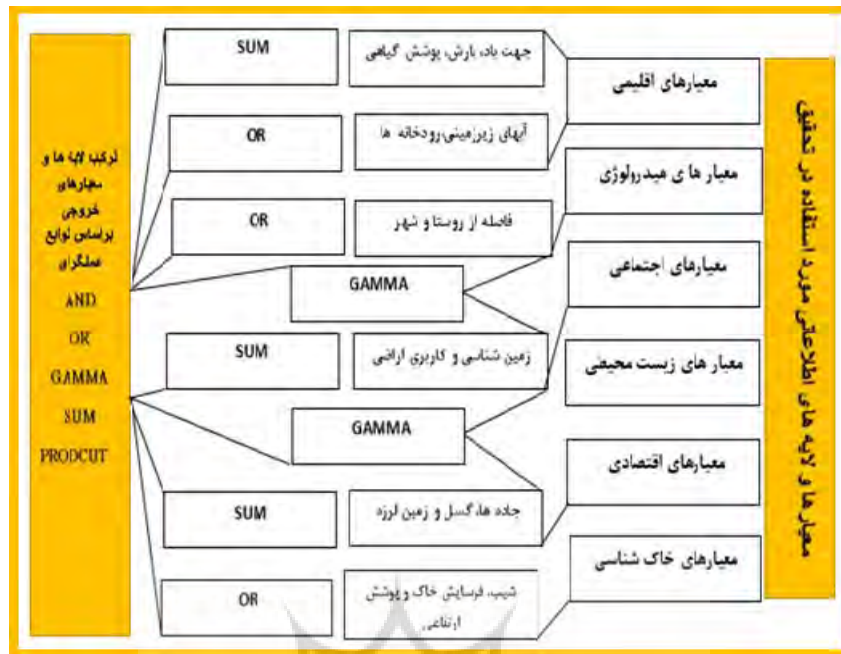 معیارها و لایه های اطلاعاتی مورد استفاده در تحقیق
معیارهای اقلیمی
معیار ها ی هیدرولوژی
معیارهای اجتماعی
معیار های زیست محیطی
معیارهای اقتصادی
معیارهای خاک شناسی
جهت باد، بارش، پوشش گیاهی
SUM
آبهای زیرزمینی،رودخانه ها
OR
فاصله از روستا و شهر
OR
GAMMA
زمین شناسی و کاربری اراضی
SUM
GAMMA
جاده ها، گسل و زمین لرزه
SUM
شیب، فرسایش خاک و پوشش
ارتفاعی
OR
ترکیب لایه ها و
معیارهای
خروجی
براساس توابع
عملگرای
AND
OR
GAMMA
SUM
PRODCUT